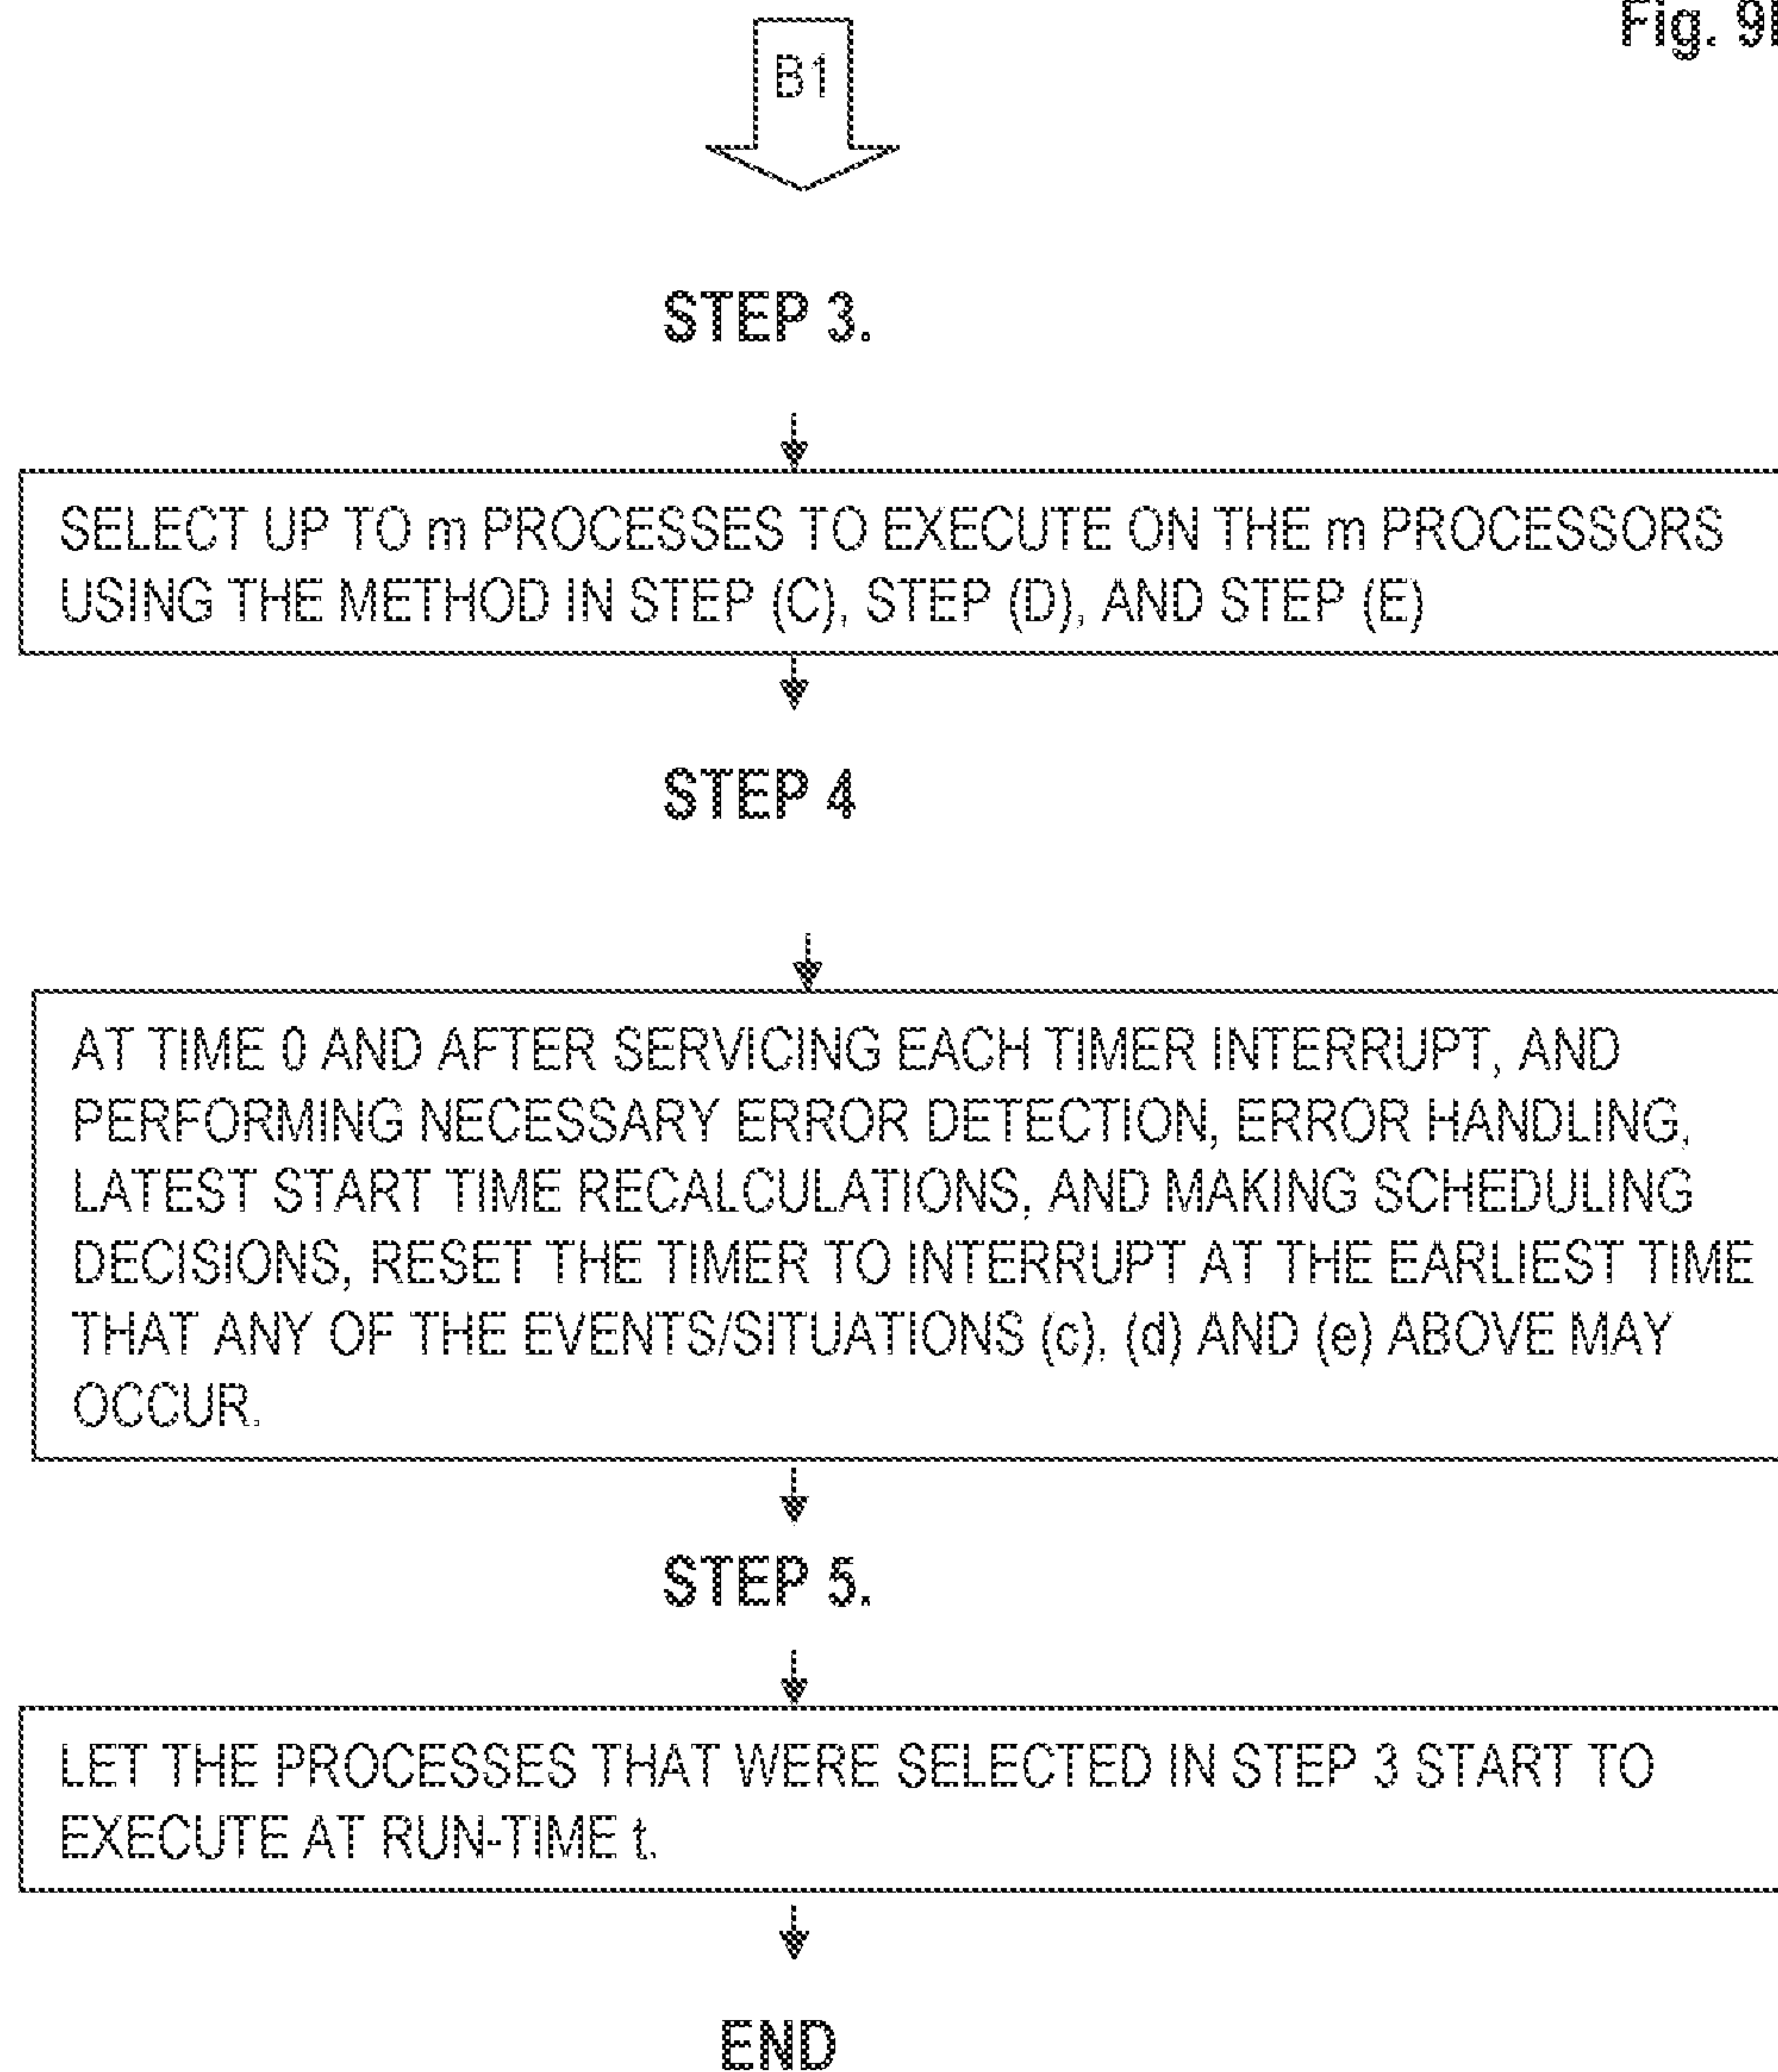 Fig. 9
B1
STEP 3.
SELECT UP TO m PROCESSES TO EXECUTE ON THE m PROCESSORS
USING THE METHOD IN STEP (C), STEP (D), AND STEP (E)
STEP 4
AT TIME 0 AND AFTER SERVICING EACH TIMER INTERRUPT, AND
PERFORMING NECESSARY ERROR DETECTION, ERROR HANDLING,
LATEST START TIME RECALCULATIONS, AND MAKING SCHEDULING
DECISIONS, RESET THE TIMER TO INTERRUPT AT THE EARLIEST TIME
THAT ANY OF THE EVENTS/SITUATIONS (c), (d) AND (e) ABOVE MAY
OCCUR.
STEP 5.
LET THE PROCESSES THAT WERE SELECTED IN STEP 3 START TO
EXECUTE AT RUN-TIME t.
END